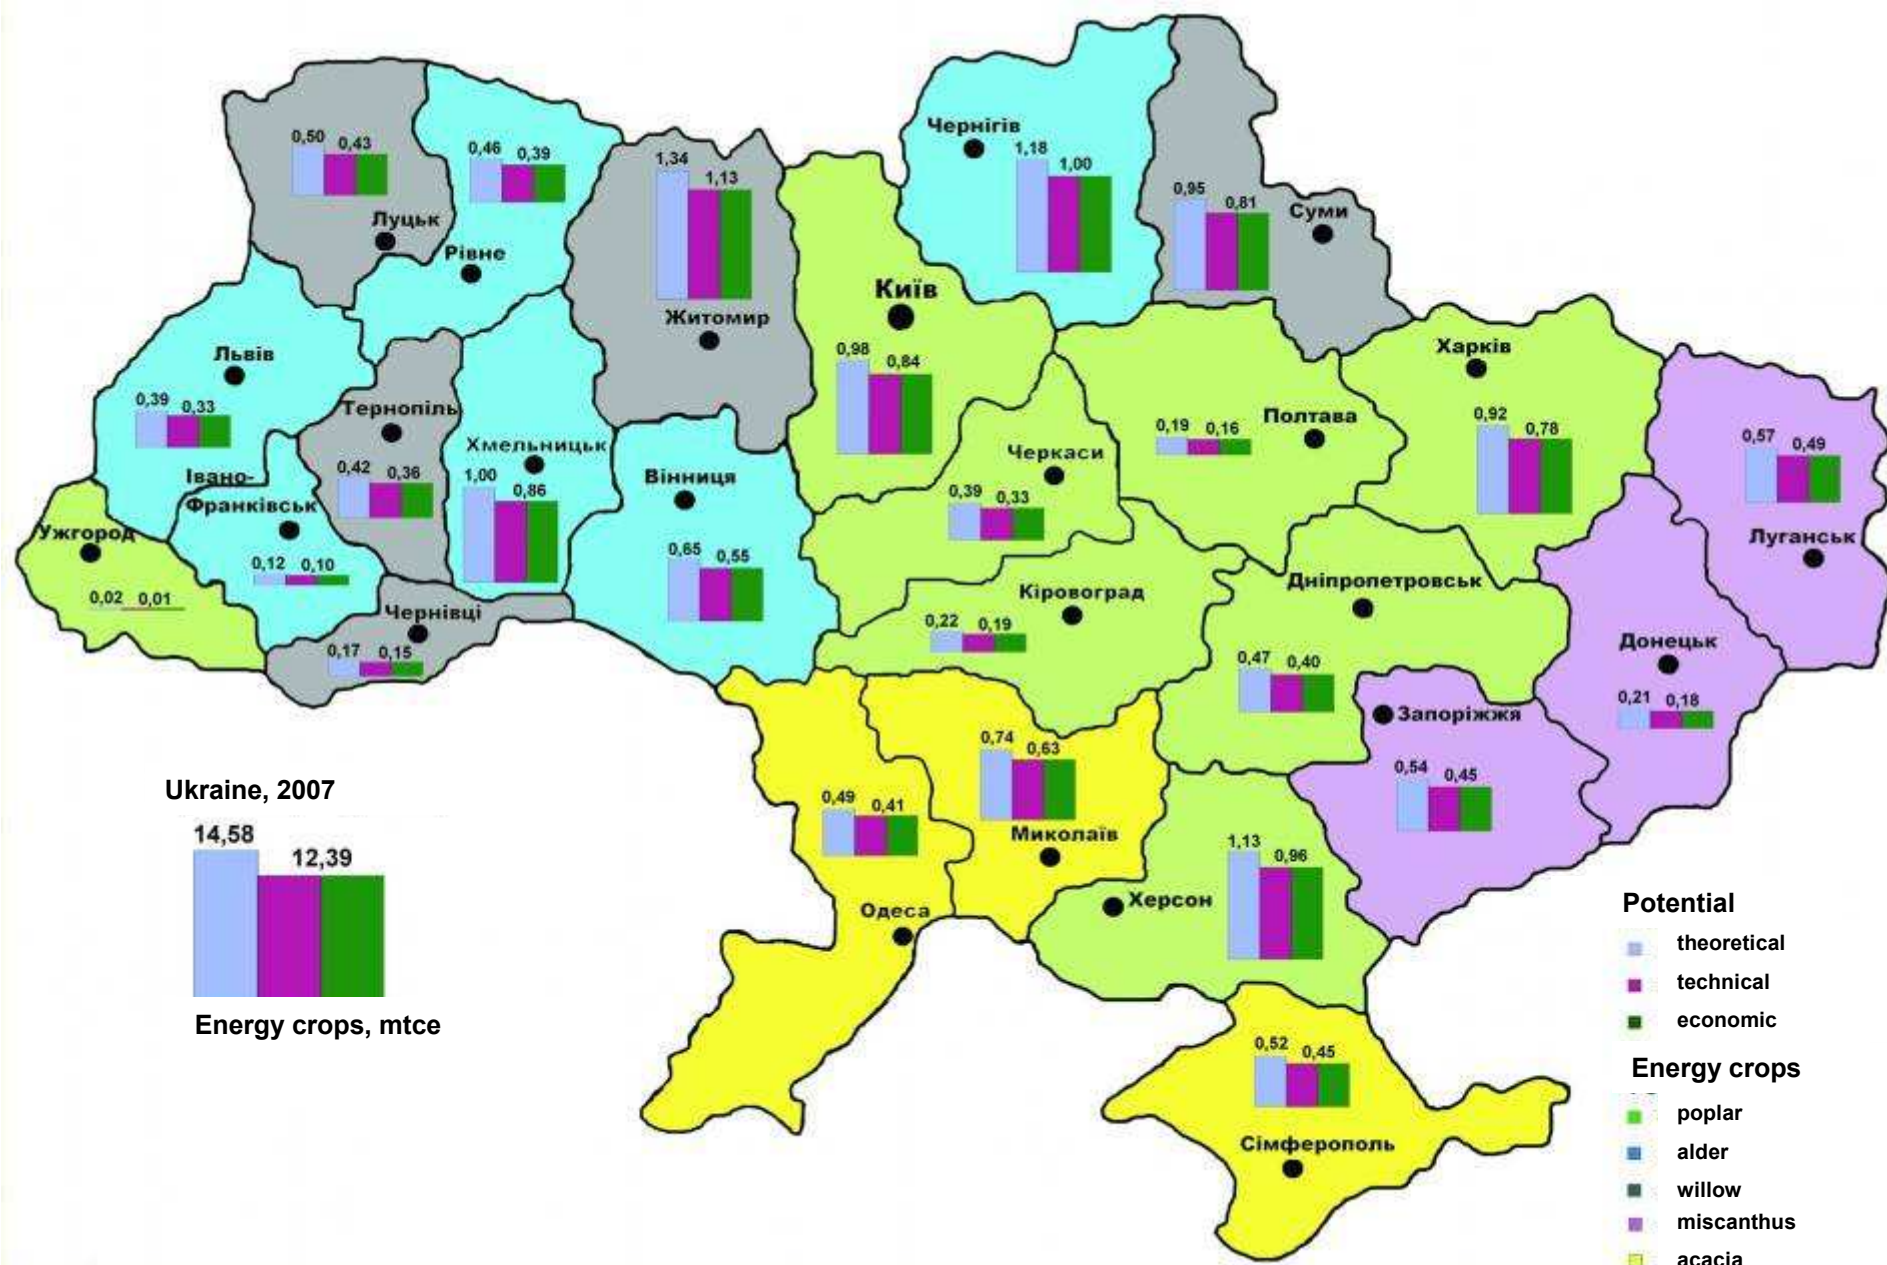 0,50 0,43
Луцьк
0,46 0,39
Рівне
1,34 1,13
Житомир
Чернігів
1,18 1,00
0,95 0,81
Суми
Київ
0,98 0,84
Львів
0,39 0,33
Тернопіль
0,42 0,36
Хмельницьк
1,00 0,86
Вінниця
0,65 0,55
Івано-
Франківськ
0,12 0,10
Ужгород
0,02 0,01
Чернівці
0,17 0,15
Черкаси
0,39 0,33
0,19 0,16
Полтава
Харків
0,92 0,78
0,57 0,49
Луганськ
Кіровоград
0,22 0,19
Дніпропетровськ
0,47 0,40
Донецьк
0,21 0,18
Запоріжжя
0,54 0,45
0,74 0,63
Миколаїв
0,49 0,41
Одеса
Херсон
1,13 0,96
0,52 0,45
Сімферополь
Ukraine, 2007
14,58
12,39
Energy crops, mtce
Potential
theoretical
technical
economic
Energy crops
poplar
alder
willow
miscanthus
acacia